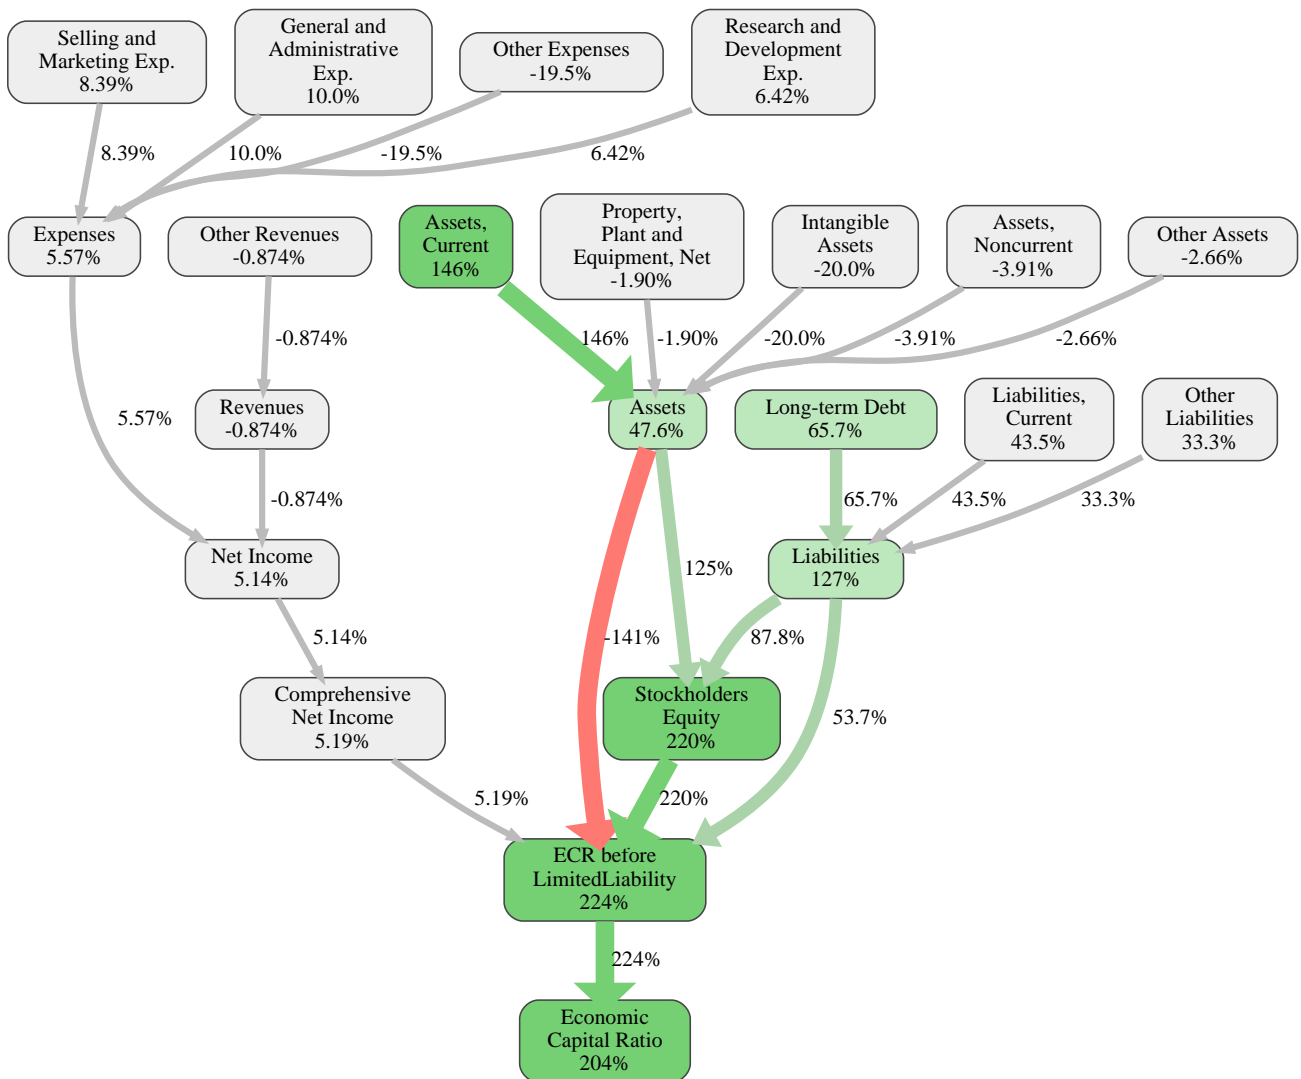 Selling and
Marketing Exp.
8.39%
General and
Administrative
Exp.
10.0%
Other Expenses
-19.5%
Research and
Development
Exp.
6.42%
8.39%
10.0%
-19.5%
6.42%
Expenses
5.57%
Other Revenues
-0.874%
Assets,
Current
146%
Property,
Plant and
Equipment, Net
-1.90%
Intangible
Assets
-20.0%
Assets,
Noncurrent
-3.91%
Other Assets
-2.66%
-0.874%
146%
-1.90%
-20.0%
-3.91%
-2.66%
5.57%
Revenues
-0.874%
Assets
47.6%
Long-term Debt
65.7%
Liabilities,
Current
43.5%
Other
Liabilities
33.3%
-0.874%
65.7%
43.5%
33.3%
Net Income
5.14%
125%
Liabilities
127%
5.14%
-141%
87.8%
Comprehensive
Net Income
5.19%
Stockholders
Equity
220%
53.7%
5.19%
220%
ECR before
LimitedLiability
224%
224%
Economic
Capital Ratio
204%